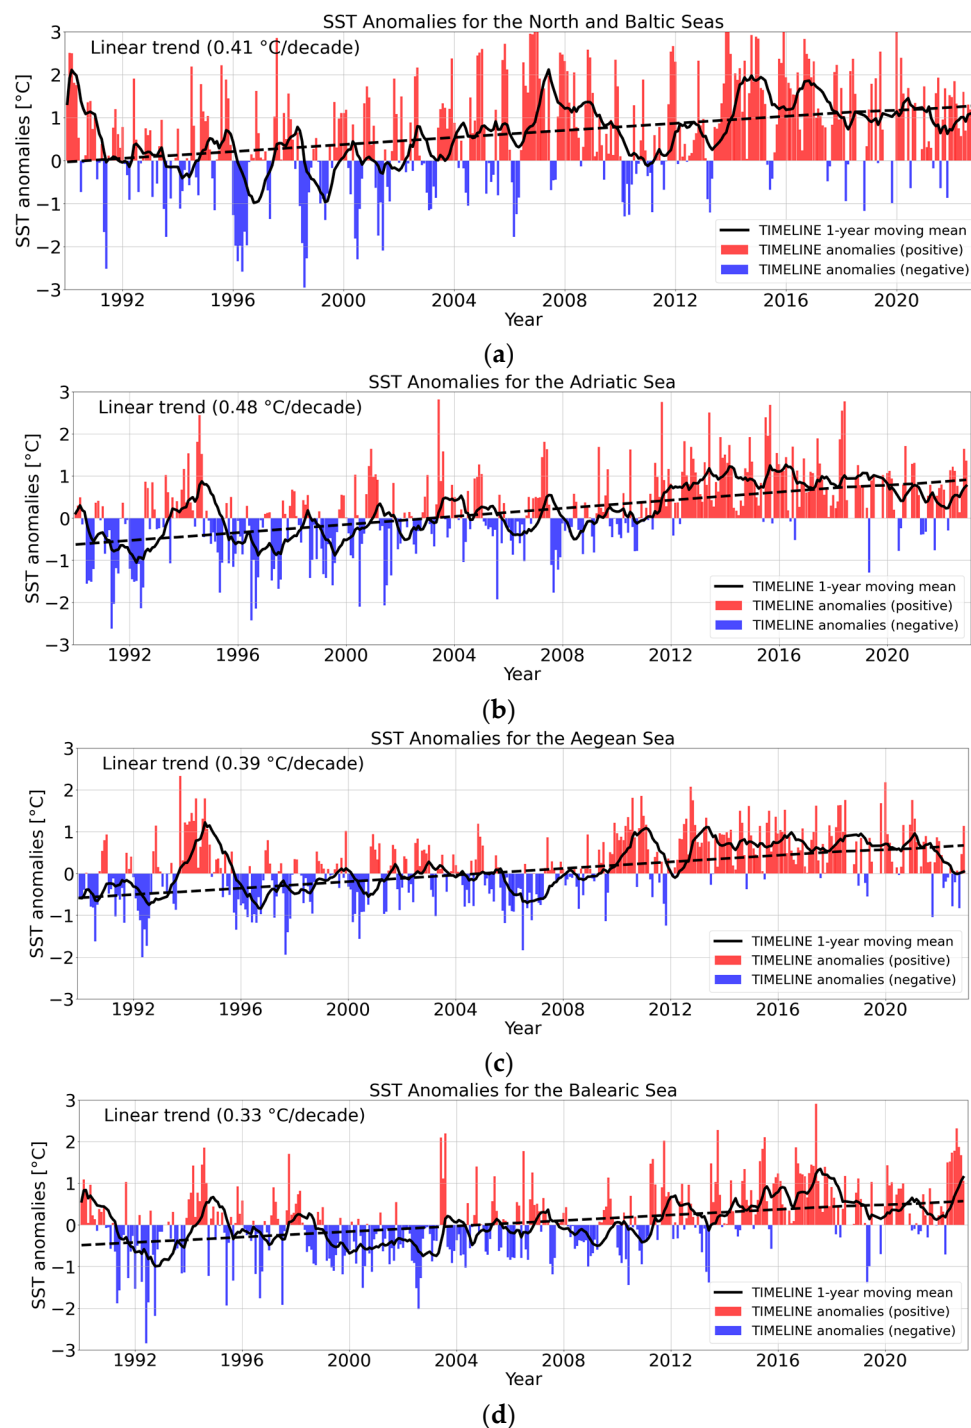 SST Anomalies for the North and Baltic Seas
Linear trend (0.41 °C/decade)
SST anomalies [°C]
3
2
1
0
−1
−2
−3
TIMELINE 1-year moving mean
TIMELINE anomalies (positive)
TIMELINE anomalies (negative)
1992 1996 2000 2004 2008 2012 2016 2020
Year
(a)
SST Anomalies for the Adriatic Sea
Linear trend (0.48 °C/decade)
SST anomalies [°C]
3
2
1
0
−1
−2
−3
TIMELINE 1-year moving mean
TIMELINE anomalies (positive)
TIMELINE anomalies (negative)
1992 1996 2000 2004 2008 2012 2016 2020
Year
(b)
SST Anomalies for the Aegean Sea
Linear trend (0.39 °C/decade)
SST anomalies [°C]
3
2
1
0
−1
−2
−3
TIMELINE 1-year moving mean
TIMELINE anomalies (positive)
TIMELINE anomalies (negative)
1992 1996 2000 2004 2008 2012 2016 2020
Year
(c)
SST Anomalies for the Balearic Sea
Linear trend (0.33 °C/decade)
SST anomalies [°C]
3
2
1
0
−1
−2
−3
TIMELINE 1-year moving mean
TIMELINE anomalies (positive)
TIMELINE anomalies (negative)
1992 1996 2000 2004 2008 2012 2016 2020
Year
(d)